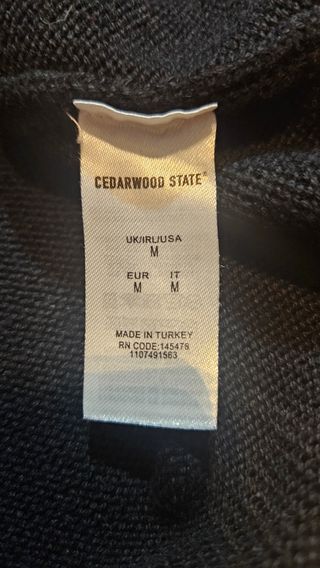 CEDARWOOD STATE®
UK/IRL/USA
M
EUR IT
M M
MADE IN TURKEY
RN CODE:145478
1107491563